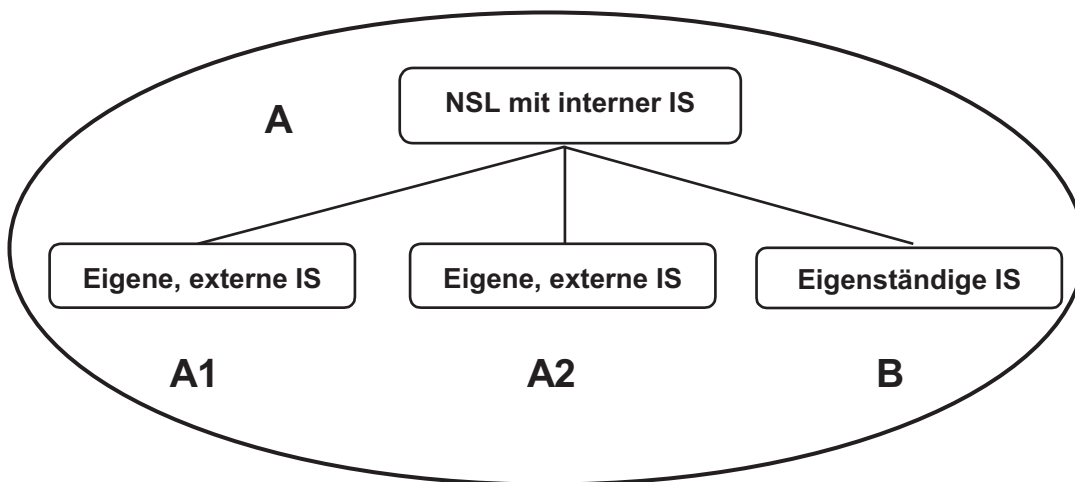 NSL mit interner IS
A
Eigene, externe IS
Eigene, externe IS
Eigenständige IS
A1
A2
B